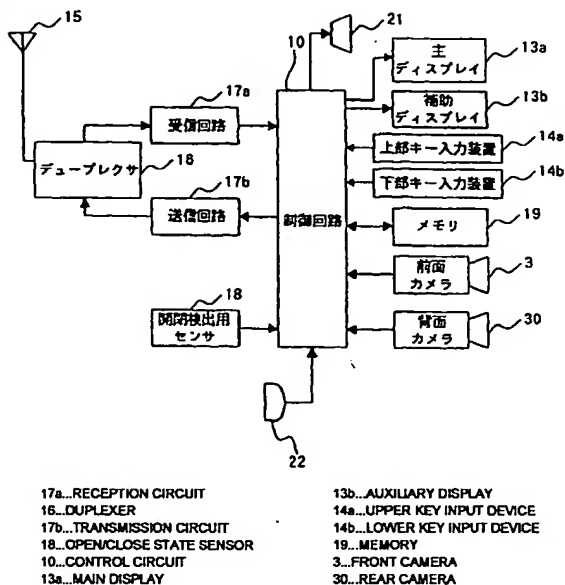 15
21
10
主
ディスプレイ
13a
17a
受信回路
補助
ディスプレイ
13b
上部キー入力装置
14a
デュープレクサ
18
17b
下部キー入力装置
14b
送信回路
制御回路
メモリ
19
前面
カメラ
3
18
開閉検出用
センサ
背面
カメラ
30
22
17a...RECEPTION CIRCUIT
16...DUPLEXER
17b...TRANSMISSION CIRCUIT
18...OPEN/CLOSE STATE SENSOR
10...CONTROL CIRCUIT
13a...MAIN DISPLAY
13b...AUXILIARY DISPLAY
14a...UPPER KEY INPUT DEVICE
14b...LOWER KEY INPUT DEVICE
19...MEMORY
3...FRONT CAMERA
30...REAR CAMERA